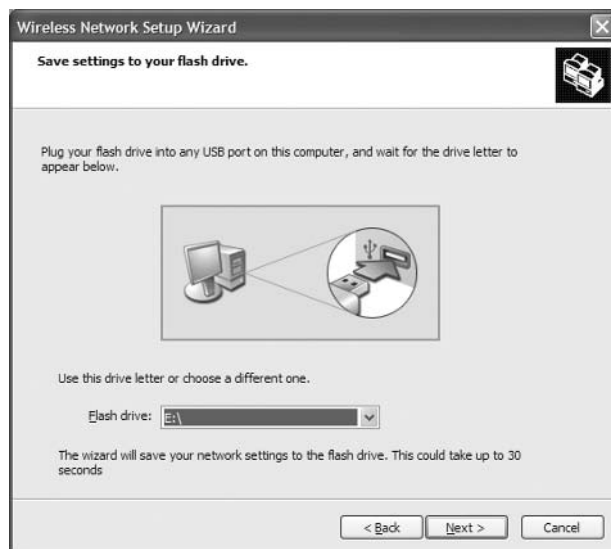 Wireless Network Setup Wizard
Save settings to your flash drive.
Plug your flash drive into any USB port on this computer, and wait for the drive letter to
appear below.
Use this drive letter or choose a different one.
Flash drive: E:\
The wizard will save your network settings to the flash drive. This could take up to 30
seconds
< Back Next > Cancel